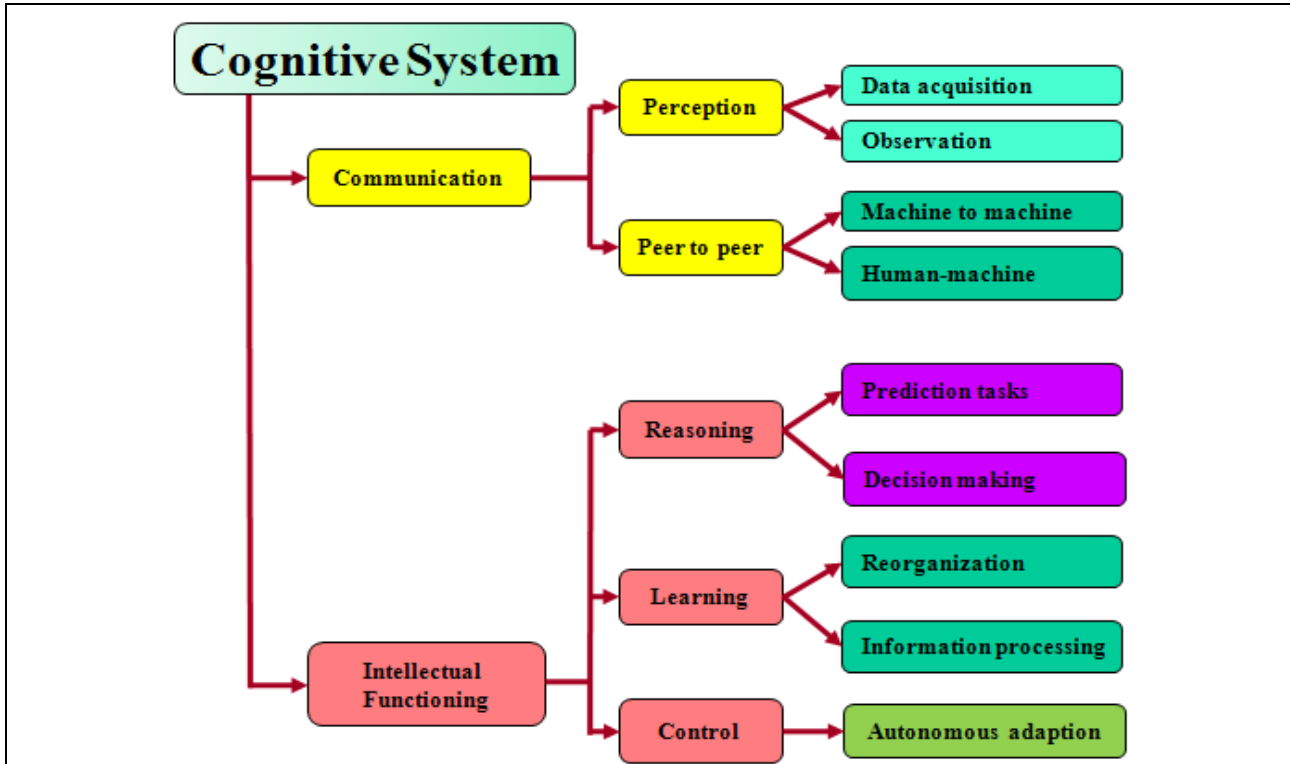 Cognitive System
Communication
Perception
Data acquisition
Observation
Peer to peer
Machine to machine
Human-machine
Intellectual
Functioning
Reasoning
Prediction tasks
Decision making
Learning
Reorganization
Information processing
Control
Autonomous adaption